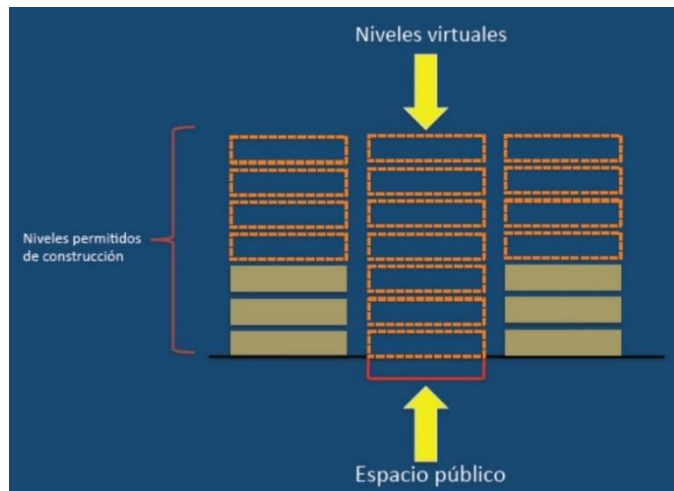 Niveles virtuales
Niveles permitidos
de construcción
Espacio público